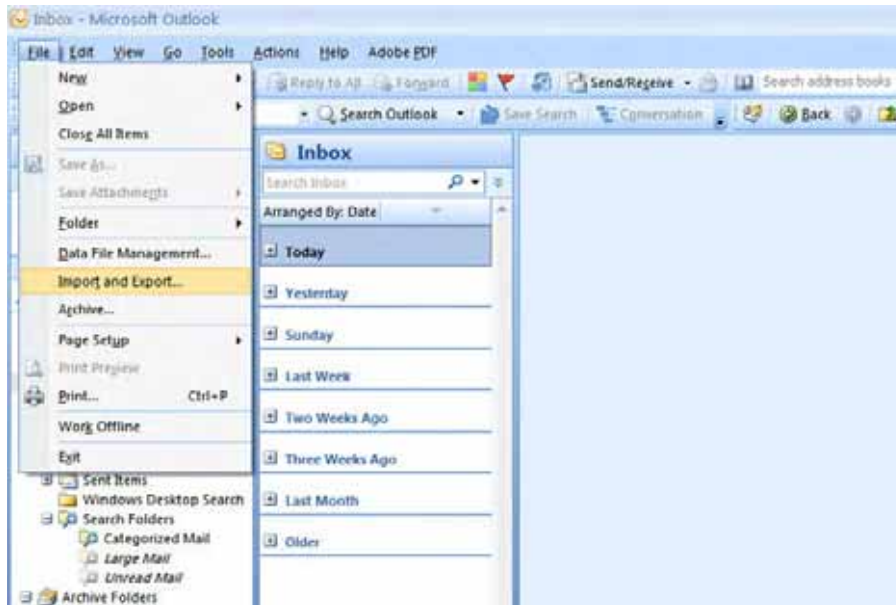 Inbox - Microsoft Outlook
File Edit View Go Tools Actions Help Adobe PDF
New
Open
Close All Items
Save As...
Save Attachments
Folder
Data File Management...
Import and Export...
Archive...
Page Setup
Print Preview
Print... Ctrl+P
Work Offline
Exit
Reply to All Forward Send/Receive Search address books
Search Outlook Save Search Conversation Back
Inbox
Search Inbox
Arranged By: Date
Today
Yesterday
Sunday
Last Week
Two Weeks Ago
Three Weeks Ago
Last Month
Older
Sent Items
Windows Desktop Search
Search Folders
Categorized Mail
Large Mail
Unread Mail
Archive Folders